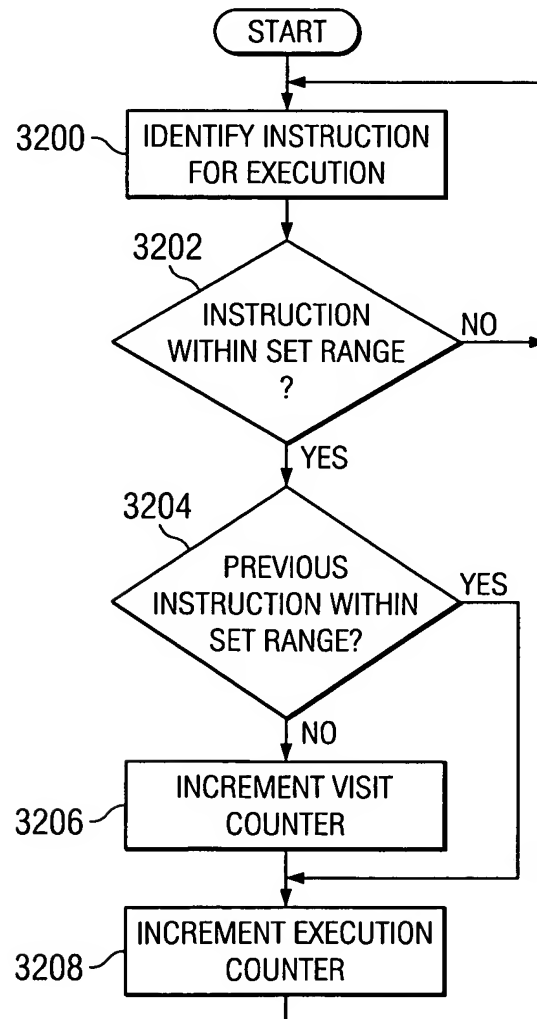 START
3200
IDENTIFY INSTRUCTION
FOR EXECUTION
3202
INSTRUCTION
WITHIN SET RANGE
?
NO
YES
3204
PREVIOUS
INSTRUCTION WITHIN
SET RANGE?
YES
NO
3206
INCREMENT VISIT
COUNTER
3208
INCREMENT EXECUTION
COUNTER